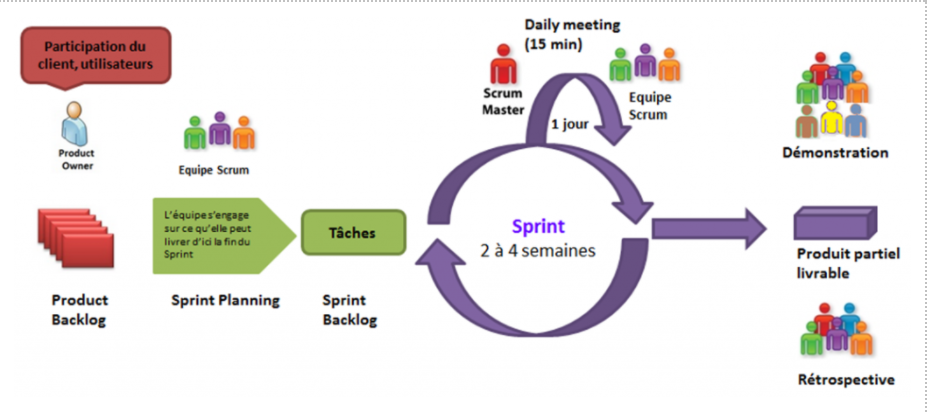 Participation du
client, utilisateurs
Product
Owner
Equipe Scrum
Product
Backlog
L'équipe s'engage
sur ce qu'elle peut
livrer d'ici la fin du
Sprint
Sprint Planning
Tâches
Sprint
Backlog
Daily meeting
(15 min)
Scrum
Master
Equipe
Scrum
1 jour
Sprint
2 à 4 semaines
Démonstration
Produit partiel
livrable
Rétrospective